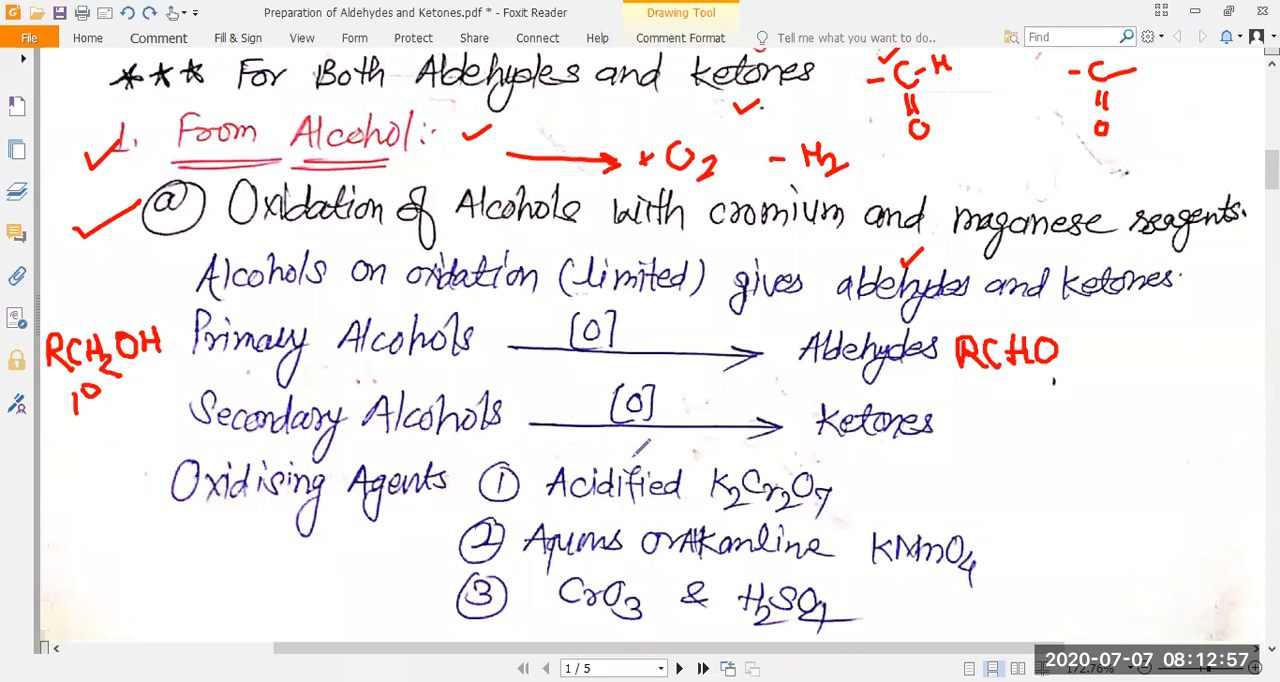 Preparation of Aldehydes and Ketones.pdf * - Foxit Reader
Drawing Tool
File Home Comment Fill & Sign View Form Protect Share Connect Help Comment Format Tell me what you want to do... Find
*** For Both Aldehydes and ketones
-C-H
||
O
-C-
||
O
1. From Alcohol:-
→ + O2 - H2
(a) Oxidation of Alcohols with cromium and maganese reagents.
Alcohols on oxidation (limited) gives aldehydes and ketones.
RCH2OH Primary Alcohols [O] → Aldehydes RCHO
1°
Secondary Alcohols [O] → Ketones
Oxidising Agents ① Acidified K2Cr2O7
② Aquous or Alkanline KMnO4
③ CrO3 & H2SO4
1 / 5
2020-07-07 08:12:57
172.76%